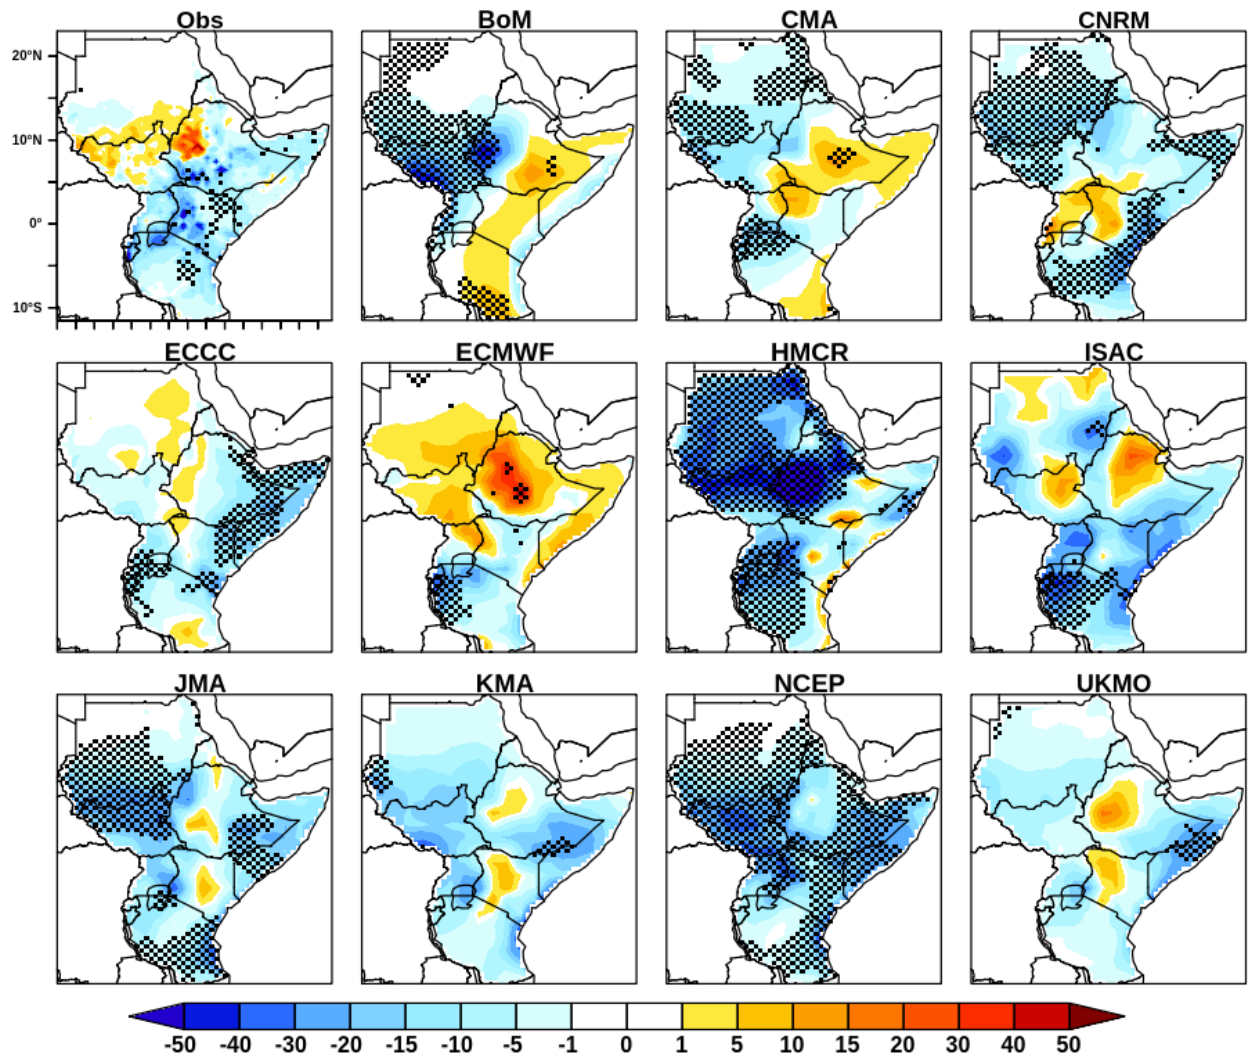 Obs BoM CMA CNRM
20°N
10°N
0°
10°S
ECCC ECMWF HMCR ISAC
JMA KMA NCEP UKMO
-50 -40 -30 -20 -15 -10 -5 -1 0 1 5 10 15 20 30 40 50